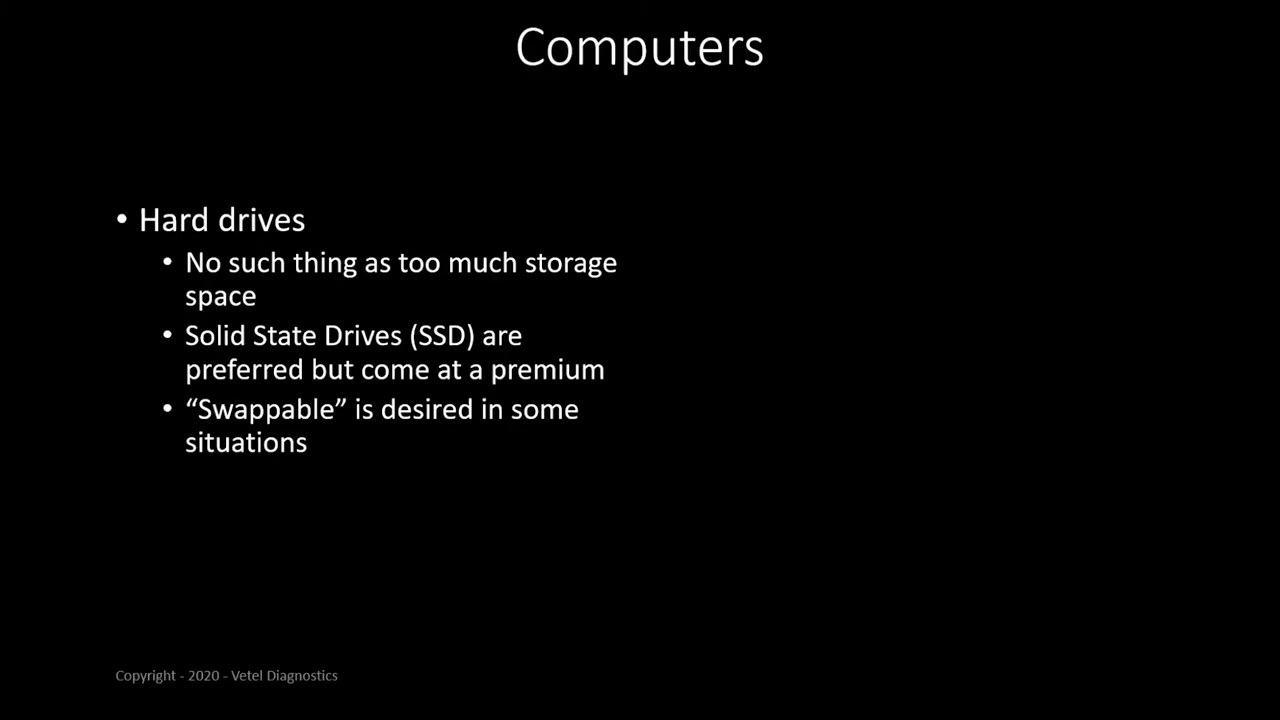 Computers
• Hard drives
• No such thing as too much storage
space
• Solid State Drives (SSD) are
preferred but come at a premium
• “Swappable” is desired in some
situations
Copyright - 2020 - Vetel Diagnostics